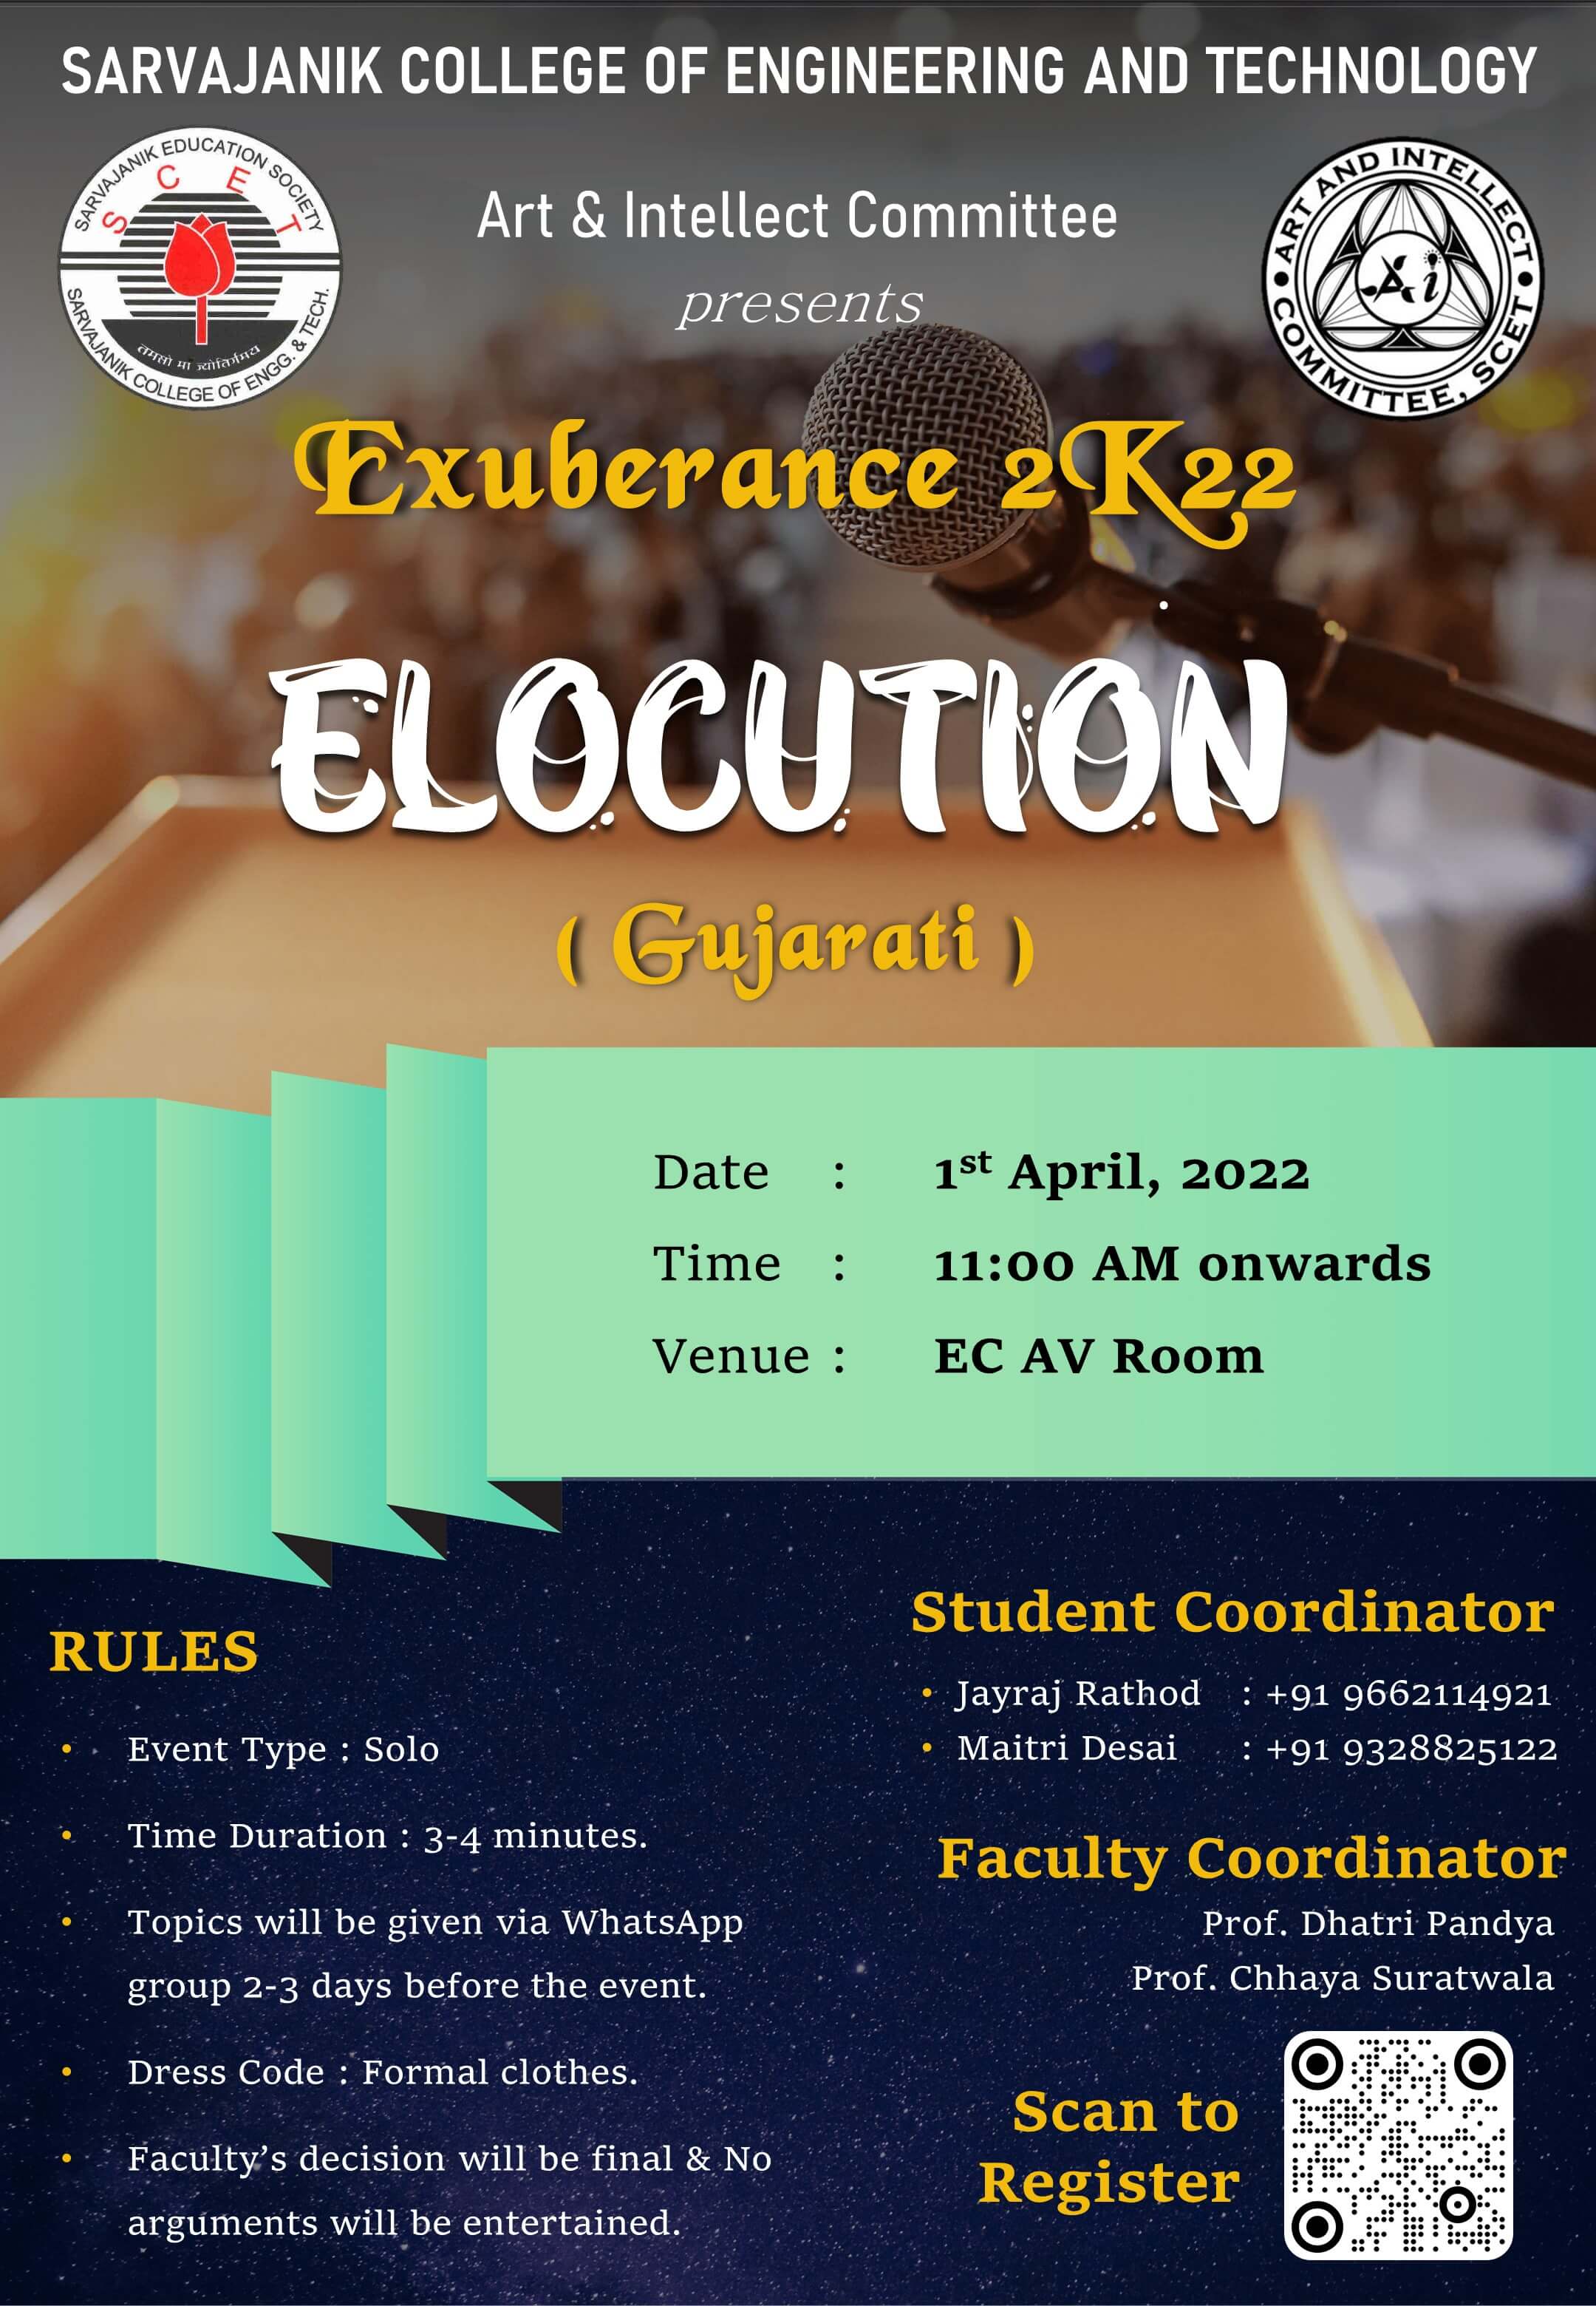 SARVAJANIK COLLEGE OF ENGINEERING AND TECHNOLOGY
SARVAJANIK EDUCATION SOCIETY
S C E T
तमसो मा ज्योतिर्गमय
SARVAJANIK COLLEGE OF ENGG. & TECH.
Art & Intellect Committee
presents
ART AND INTELLECT
Ai
COMMITTEE, SCET
Exuberance 2K22
ELOCUTION
( Gujarati )
Date : 1st April, 2022
Time : 11:00 AM onwards
Venue : EC AV Room
RULES
• Event Type : Solo
• Time Duration : 3-4 minutes.
• Topics will be given via WhatsApp
group 2-3 days before the event.
• Dress Code : Formal clothes.
• Faculty’s decision will be final & No
arguments will be entertained.
Student Coordinator
• Jayraj Rathod : +91 9662114921
• Maitri Desai : +91 9328825122
Faculty Coordinator
Prof. Dhatri Pandya
Prof. Chhaya Suratwala
Scan to
Register